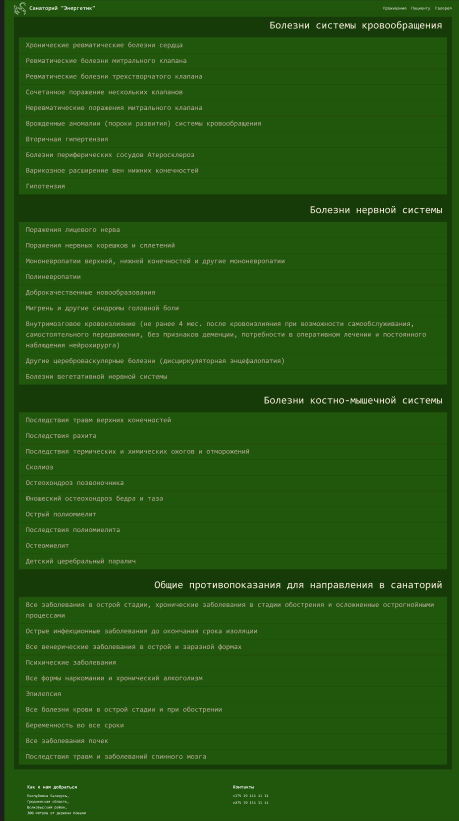 Санаторий "Энергетик"
Проживание Пациенту Галерея
Болезни системы кровообращения
Хронические ревматические болезни сердца
Ревматические болезни митрального клапана
Ревматические болезни трехстворчатого клапана
Сочетанное поражение нескольких клапанов
Неревматические поражения митрального клапана
Врожденные аномалии (пороки развития) системы кровообращения
Вторичная гипертензия
Болезни периферических сосудов Атеросклероз
Варикозное расширение вен нижних конечностей
Гипотензия
Болезни нервной системы
Поражения лицевого нерва
Поражения нервных корешков и сплетений
Мононевропатии верхней, нижней конечностей и другие мононевропатии
Полиневропатии
Доброкачественные новообразования
Мигрень и другие синдромы головной боли
Внутримозговое кровоизлияние (не ранее 4 мес. после кровоизлияния при возможности самообслуживания,
самостоятельного передвижения, без признаков деменции, потребности в оперативном лечении и постоянного
наблюдения нейрохирурга)
Другие цереброваскулярные болезни (дисциркуляторная энцефалопатия)
Болезни вегетативной нервной системы
Болезни костно-мышечной системы
Последствия травм верхних конечностей
Последствия рахита
Последствия термических и химических ожогов и отморожений
Сколиоз
Остеохондроз позвоночника
Юношеский остеохондроз бедра и таза
Острый полиомиелит
Последствия полиомиелита
Остеомиелит
Детский церебральный паралич
Общие противопоказания для направления в санаторий
Все заболевания в острой стадии, хронические заболевания в стадии обострения и осложненные острогнойными
процессами
Острые инфекционные заболевания до окончания срока изоляции
Все венерические заболевания в острой и заразной формах
Психические заболевания
Все формы наркомании и хронический алкоголизм
Эпилепсия
Все болезни крови в острой стадии и при обострении
Беременность во все сроки
Все заболевания почек
Последствия травм и заболеваний спинного мозга
Как к нам добраться
Республика Беларусь,
Гродненская область,
Волковысский район,
300 метров от деревни
Контакты